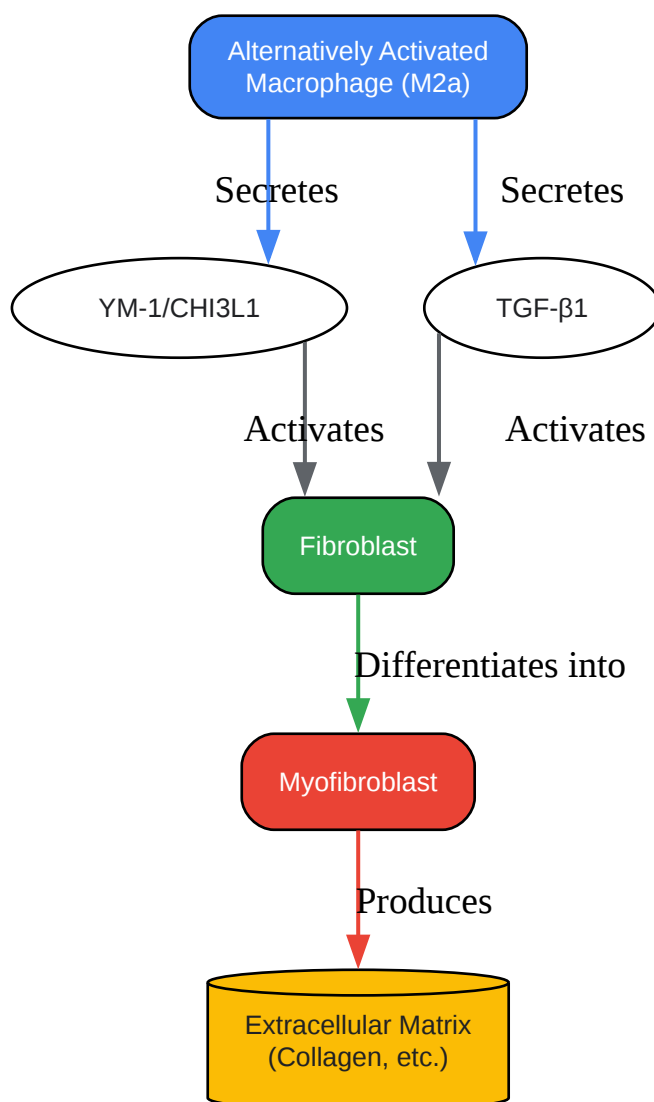 Alternatively Activated
Macrophage (M2a)
Secretes
Secretes
YM-1/CHI3L1
TGF-β1
Activates
Activates
Fibroblast
Differentiates into
Myofibroblast
Produces
Extracellular Matrix
(Collagen, etc.)